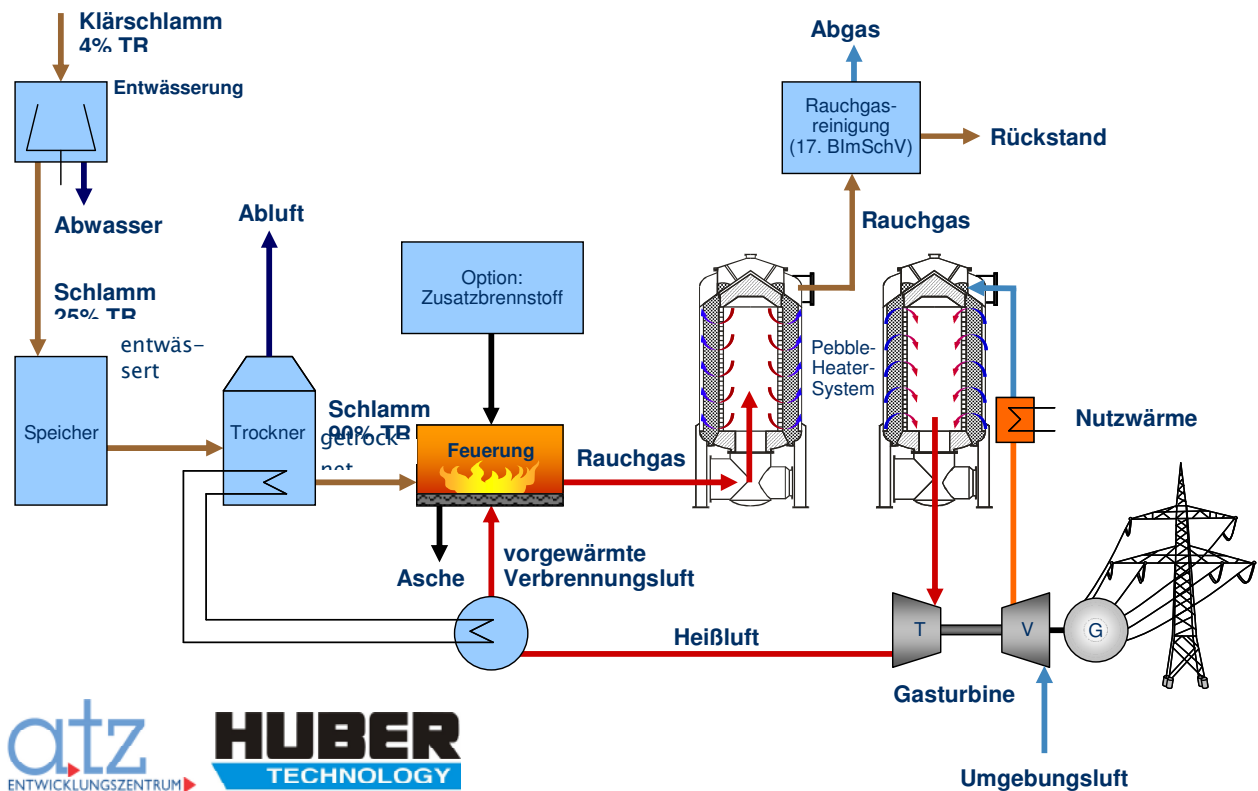 Klärschlamm
4% TR
Entwässerung
Abwasser
Schlamm
25% TR
entwäs-
sert
Speicher
Abluft
Trockner
Schlamm
90% TR
getrock-
net
Option:
Zusatzbrennstoff
Feuerung
Asche
vorgewärmte
Verbrennungsluft
Rauchgas
Abgas
Rauchgas-
reinigung
(17. BImSchV)
Rückstand
Rauchgas
Pebble-
Heater-
System
Nutzwärme
Heißluft
T
V
G
Gasturbine
Umgebungsluft
atz
ENTWICKLUNGSZENTRUM
HUBER
TECHNOLOGY